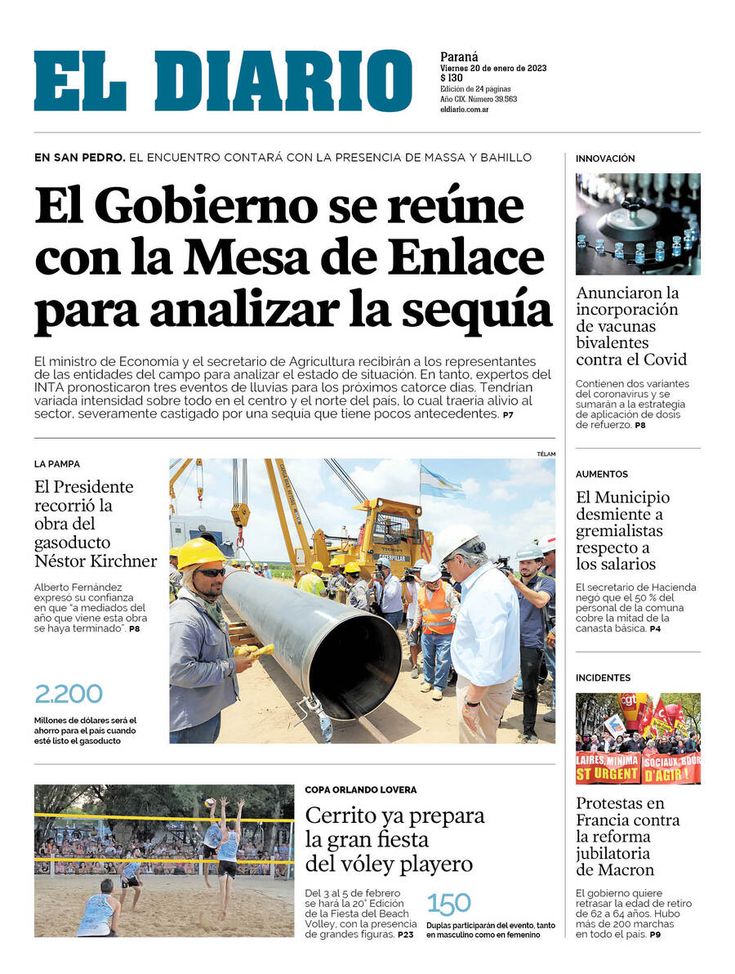 EL DIARIO
Paraná
Viernes 20 de enero de 2023
$ 130
Edición de 24 páginas
Año CIX. Número 39.563
eldiario.com.ar
EN SAN PEDRO. EL ENCUENTRO CONTARÁ CON LA PRESENCIA DE MASSA Y BAHILLO
El Gobierno se reúne
con la Mesa de Enlace
para analizar la sequía
El ministro de Economía y el secretario de Agricultura recibirán a los representantes
de las entidades del campo para analizar el estado de situación. En tanto, expertos del
INTA pronosticaron tres eventos de lluvias para los próximos catorce días. Tendrían
variada intensidad sobre todo en el centro y el norte del país, lo cual traería alivio al
sector, severamente castigado por una sequía que tiene pocos antecedentes. P7
INNOVACIÓN
Anunciaron la
incorporación
de vacunas
bivalentes
contra el Covid
Contienen dos variantes
del coronavirus y se
sumarán a la estrategia
de aplicación de dosis
de refuerzo. P8
TÉLAM
LA PAMPA
El Presidente
recorrió la
obra del
gasoducto
Néstor Kirchner
Alberto Fernández
expresó su confianza
en que "a mediados del
año que viene esta obra
se haya terminado". P8
2.200
Millones de dólares será el
ahorro para el país cuando
esté listo el gasoducto
CATERPILLAR
AUMENTOS
El Municipio
desmiente a
gremialistas
respecto a
los salarios
El secretario de Hacienda
negó que el 50 % del
personal de la comuna
cobre la mitad de la
canasta básica. P4
INCIDENTES
cgt
LAIRES, MINIMA SOCIAUX, BOUR
ST URGENT D'AGIR !
Protestas en
Francia contra
la reforma
jubilatoria
de Macron
El gobierno quiere
retrasar la edad de retiro
de 62 a 64 años. Hubo
más de 200 marchas
en todo el país. P9
COPA ORLANDO LOVERA
Cerrito ya prepara
la gran fiesta
del vóley playero
Del 3 al 5 de febrero
se hará la 20° Edición
de la Fiesta del Beach
Volley, con la presencia
de grandes figuras. P23
150
Duplas participarán del evento, tanto
en masculino como en femenino